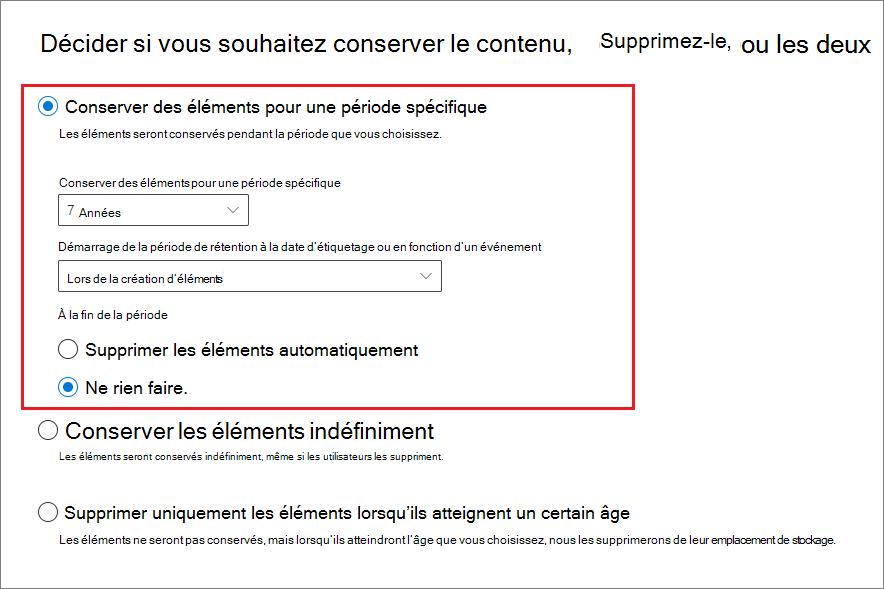 Décider si vous souhaitez conserver le contenu, Supprimez-le, ou les deux
Conserver des éléments pour une période spécifique
Les éléments seront conservés pendant la période que vous choisissez.
Conserver des éléments pour une période spécifique
7 Années
Démarrage de la période de rétention à la date d'étiquetage ou en fonction d'un événement
Lors de la création d'éléments
À la fin de la période
Supprimer les éléments automatiquement
Ne rien faire.
Conserver les éléments indéfiniment
Les éléments seront conservés indéfiniment, même si les utilisateurs les suppriment.
Supprimer uniquement les éléments lorsqu'ils atteignent un certain âge
Les éléments ne seront pas conservés, mais lorsqu'ils atteindront l'âge que vous choisissez, nous les supprimerons de leur emplacement de stockage.